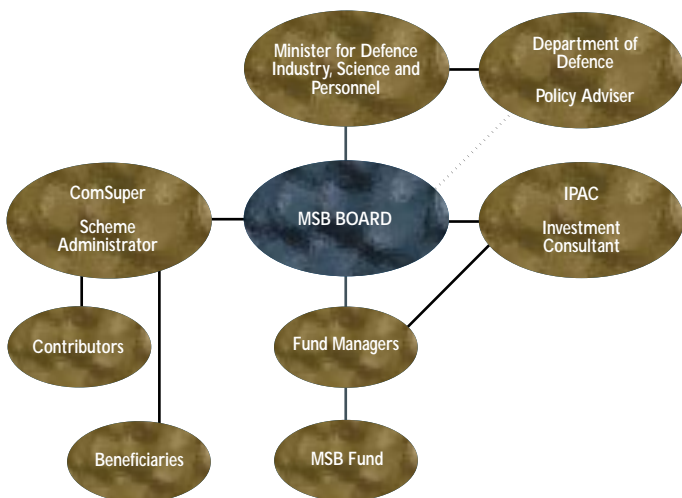 Minister for Defence
Industry, Science and
Personnel
Department of
Defence
Policy Adviser
ComSuper
Scheme
Administrator
MSB BOARD
IPAC
Investment
Consultant
Contributors
Fund Managers
Beneficiaries
MSB Fund